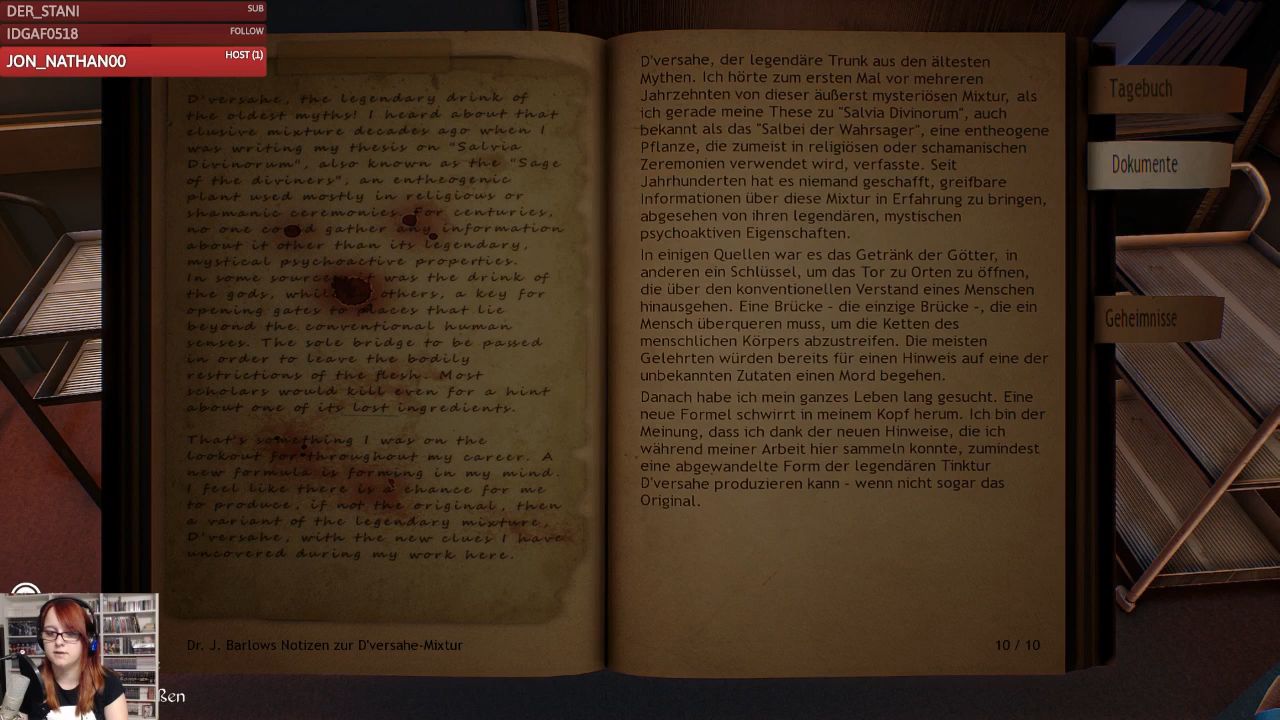 DER_STANI
SUB
IDGAF0518
FOLLOW
JON_NATHAN00
HOST (1)
D'versahe, the legendary drink of
the oldest myths! I heard about that
elusive mixture decades ago when I
was writing my thesis on "Salvia
Divinorum", also known as the "Sage
of the diviners", an entheogenic
plant used mostly in religious or
shamanic ceremonies. For centuries,
no one could gather any information
about it other than its legendary,
mystical psychoactive properties.
In some sources it was the drink of
the gods, while others, a key for
opening gates to places that lie
beyond the conventional human
senses. The sole bridge to be passed
in order to leave the bodily
restrictions of the flesh. Most
scholars would kill even for a hint
about one of its lost ingredients.
That's something I was on the
lookout for throughout my career. A
new formula is forming in my mind.
I feel like there is a chance for me
to produce, if not the original, then
a variant of the legendary mixture,
D'versahe, with the new clues I have
uncovered during my work here.
Dr. J. Barlows Notizen zur D'versahe-Mixtur
D'versahe, der legendäre Trunk aus den ältesten
Mythen. Ich hörte zum ersten Mal vor mehreren
Jahrzehnten von dieser äußerst mysteriösen Mixtur, als
ich gerade meine These zu "Salvia Divinorum", auch
bekannt als das "Salbei der Wahrsager", eine entheogene
Pflanze, die zumeist in religiösen oder schamanischen
Zeremonien verwendet wird, verfasste. Seit
Jahrhunderten hat es niemand geschafft, greifbare
Informationen über diese Mixtur in Erfahrung zu bringen,
abgesehen von ihren legendären, mystischen
psychoaktiven Eigenschaften.
In einigen Quellen war es das Getränk der Götter, in
anderen ein Schlüssel, um das Tor zu Orten zu öffnen,
die über den konventionellen Verstand eines Menschen
hinausgehen. Eine Brücke - die einzige Brücke -, die ein
Mensch überqueren muss, um die Ketten des
menschlichen Körpers abzustreifen. Die meisten
Gelehrten würden bereits für einen Hinweis auf eine der
unbekannten Zutaten einen Mord begehen.
Danach habe ich mein ganzes Leben lang gesucht. Eine
neue Formel schwirrt in meinem Kopf herum. Ich bin der
Meinung, dass ich dank der neuen Hinweise, die ich
während meiner Arbeit hier sammeln konnte, zumindest
eine abgewandelte Form der legendären Tinktur
D'versahe produzieren kann - wenn nicht sogar das
Original.
10 / 10
Tagebuch
Dokumente
Geheimnisse
ßen